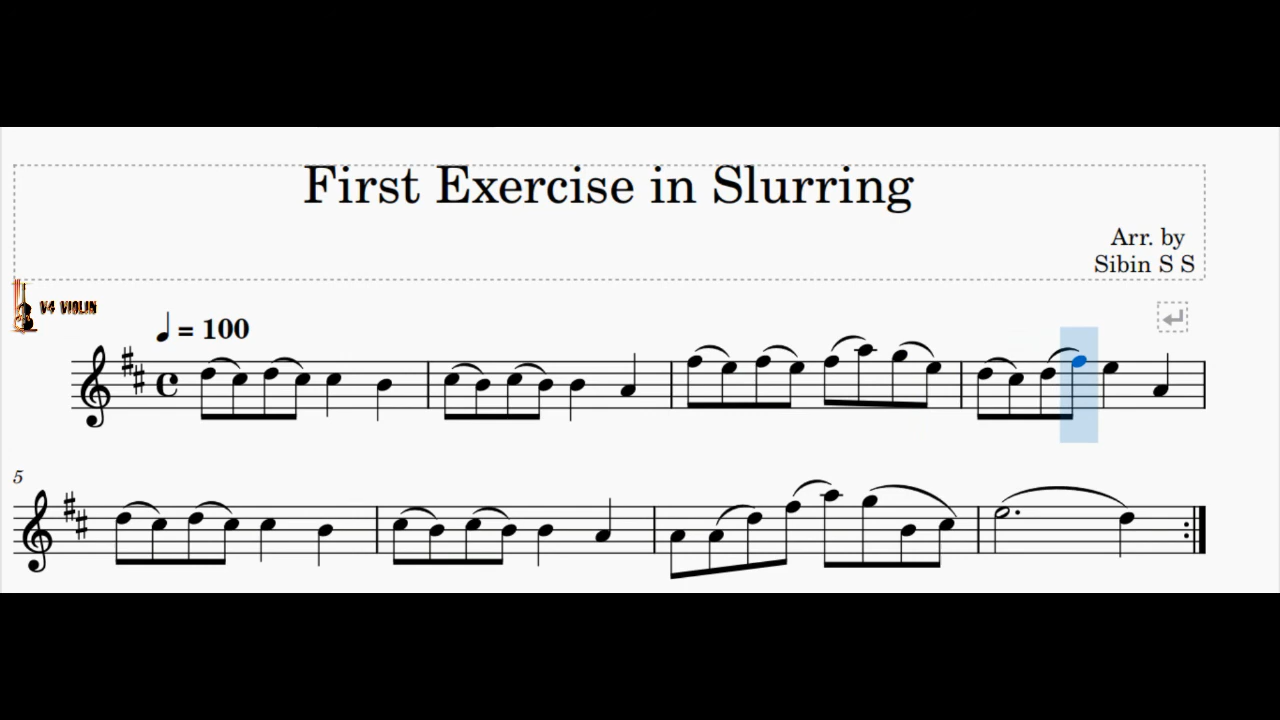 First Exercise in Slurring
Arr. by
Sibin S S
V4 VIOLIN
♩ = 100
5